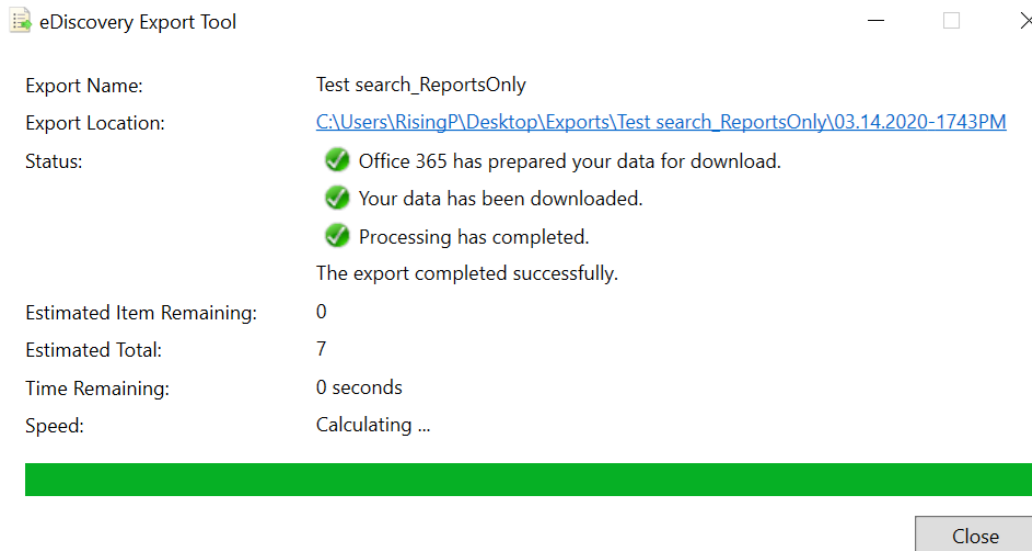 eDiscovery Export Tool
Export Name: Test search_ReportsOnly
Export Location: C:\Users\RisingP\Desktop\Exports\Test search_ReportsOnly\03.14.2020-1743PM
Status: Office 365 has prepared your data for download.
Your data has been downloaded.
Processing has completed.
The export completed successfully.
Estimated Item Remaining: 0
Estimated Total: 7
Time Remaining: 0 seconds
Speed: Calculating ...
Close